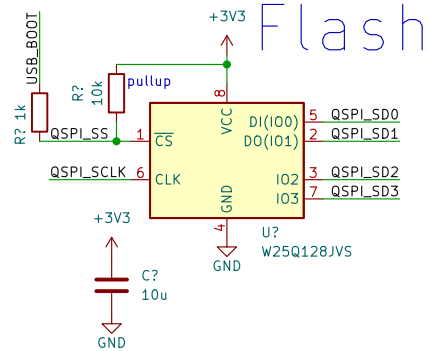 +3V3
Flash
USB_BOOT
R? 1k
R?
10k
pullup
8
VCC
QSPI_SS
1
CS
DI(IO0)
5
QSPI_SD0
DO(IO1)
2
QSPI_SD1
QSPI_SCLK
6
CLK
IO2
3
QSPI_SD2
IO3
7
QSPI_SD3
GND
4
GND
U?
W25Q128JVS
+3V3
C?
10u
GND